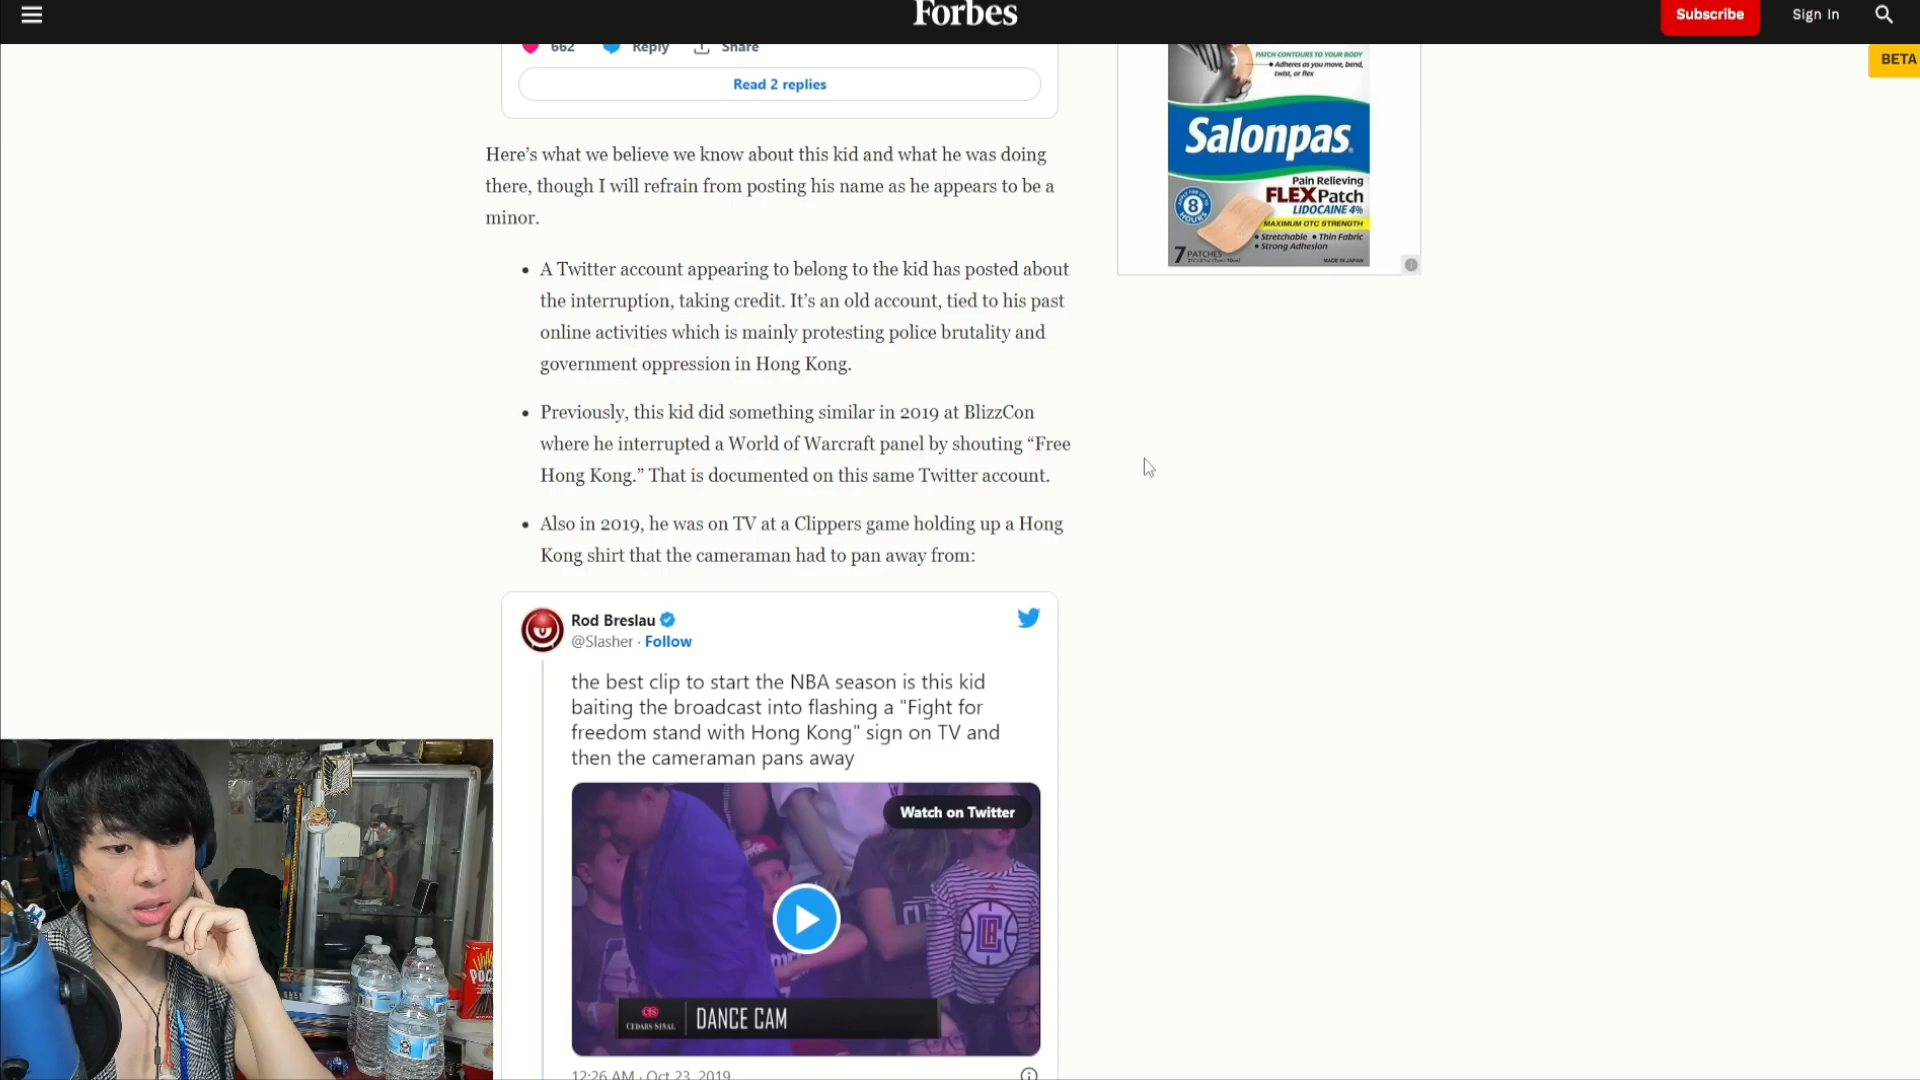 Forbes
Subscribe
Sign In
BETA
662 Reply Share
Read 2 replies
PATCH CONTOURS TO YOUR BODY
• Adheres as you move, bend,
twist, or flex
Salonpas
Pain Relieving
FLEX Patch
LIDOCAINE 4%
MAXIMUM OTC STRENGTH
• Stretchable • Thin Fabric
• Strong Adhesion
8
HOURS
7 PATCHES
MADE IN JAPAN
Here’s what we believe we know about this kid and what he was doing
there, though I will refrain from posting his name as he appears to be a
minor.
• A Twitter account appearing to belong to the kid has posted about
the interruption, taking credit. It’s an old account, tied to his past
online activities which is mainly protesting police brutality and
government oppression in Hong Kong.
• Previously, this kid did something similar in 2019 at BlizzCon
where he interrupted a World of Warcraft panel by shouting “Free
Hong Kong.” That is documented on this same Twitter account.
• Also in 2019, he was on TV at a Clippers game holding up a Hong
Kong shirt that the cameraman had to pan away from:
Rod Breslau
@Slasher · Follow
the best clip to start the NBA season is this kid
baiting the broadcast into flashing a "Fight for
freedom stand with Hong Kong" sign on TV and
then the cameraman pans away
Watch on Twitter
CEDARS-SINAI
DANCE CAM
12:26 AM · Oct 23, 2019